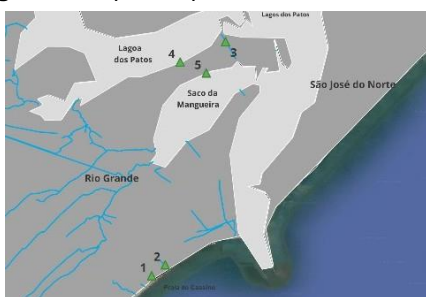 Lagoa dos Patos
Lagoa
dos Patos
4
3
5
Saco da
Mangueira
São José do Norte
Rio Grande
2
1
Praia do Cassino